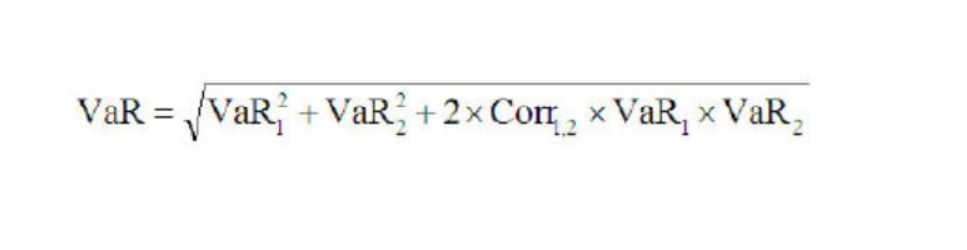 VaR = √(VaR₁² + VaR₂² + 2 × Corr₁,₂ × VaR₁ × VaR₂)